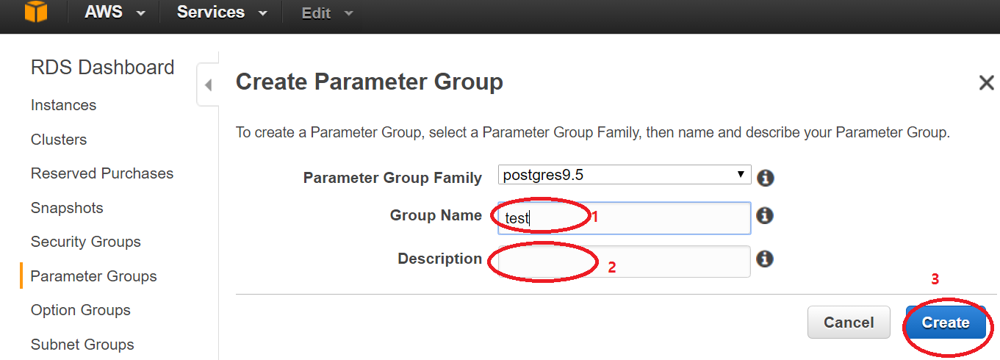 AWS Services Edit
RDS Dashboard
Instances
Clusters
Reserved Purchases
Snapshots
Security Groups
Parameter Groups
Option Groups
Subnet Groups
Create Parameter Group
To create a Parameter Group, select a Parameter Group Family, then name and describe your Parameter Group.
Parameter Group Family postgres9.5
Group Name test 1
Description 2
3
Cancel Create